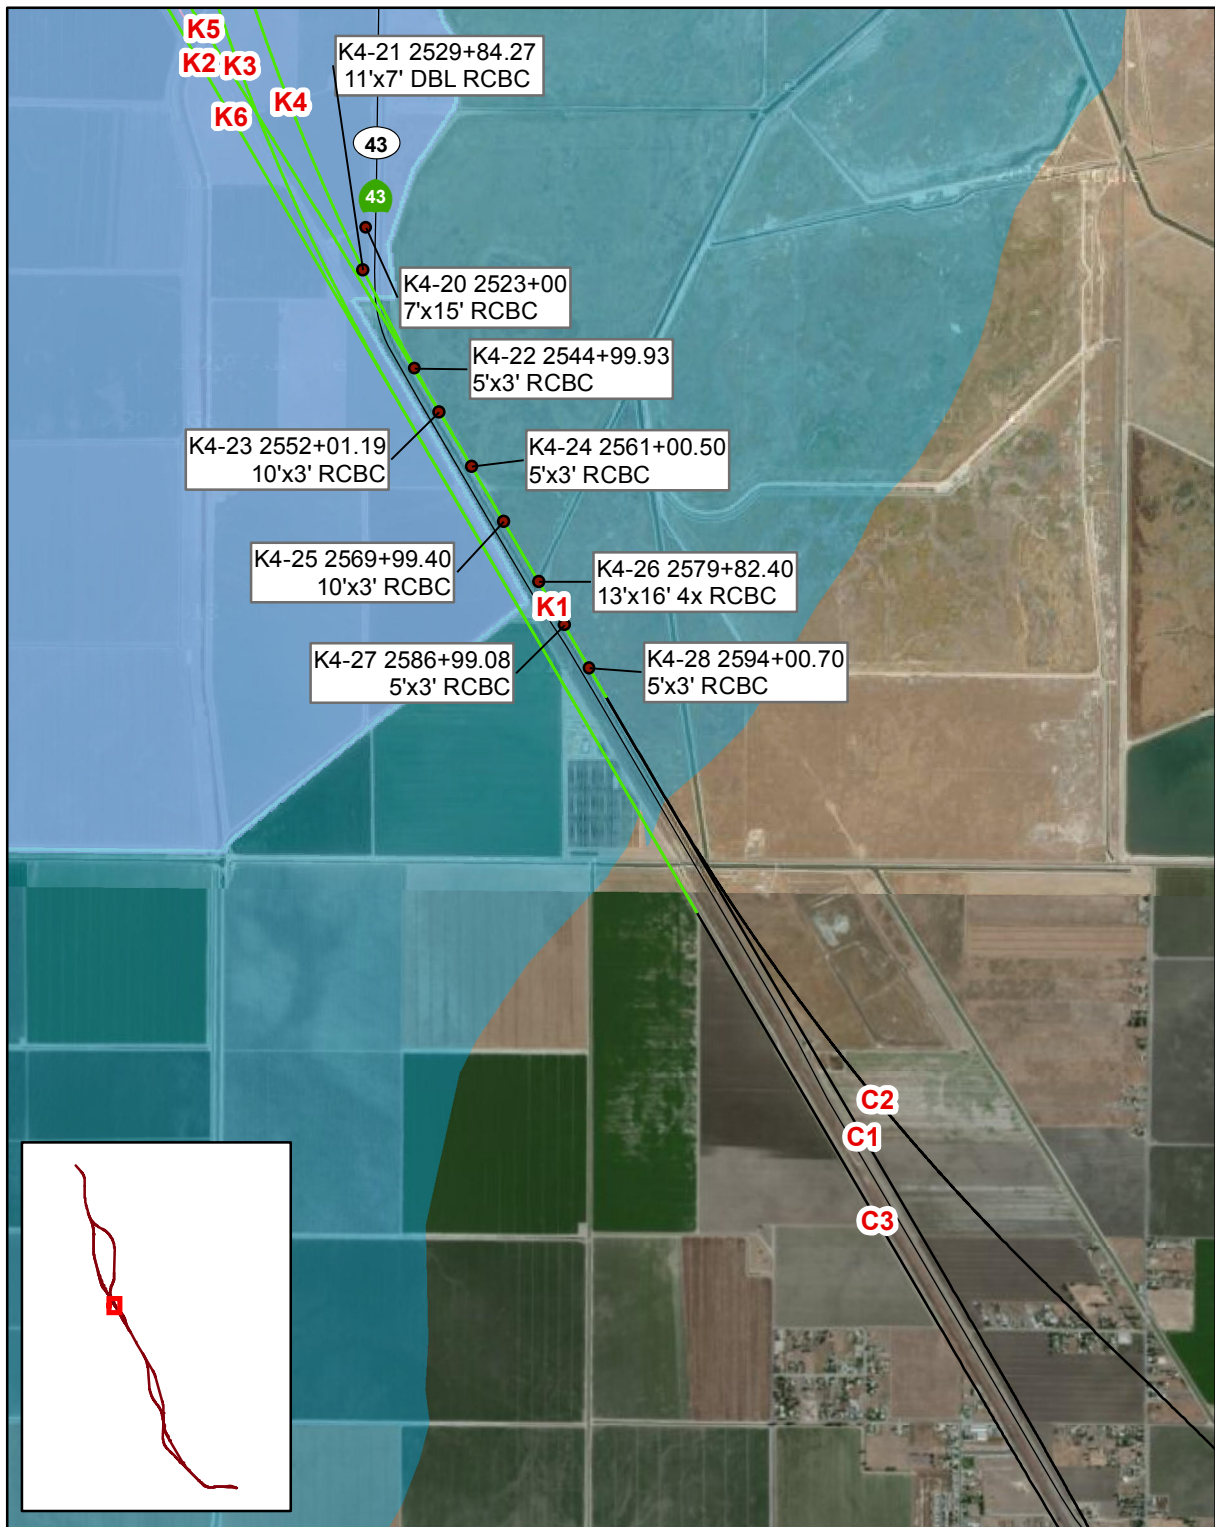 K5
K2
K3
K6
K4
K4-21 2529+84.27
11'x7' DBL RCBC
43
43
K4-20 2523+00
7'x15' RCBC
K4-22 2544+99.93
5'x3' RCBC
K4-23 2552+01.19
10'x3' RCBC
K4-24 2561+00.50
5'x3' RCBC
K4-25 2569+99.40
10'x3' RCBC
K4-26 2579+82.40
13'x16' 4x RCBC
K1
K4-27 2586+99.08
5'x3' RCBC
K4-28 2594+00.70
5'x3' RCBC
C2
C1
C3